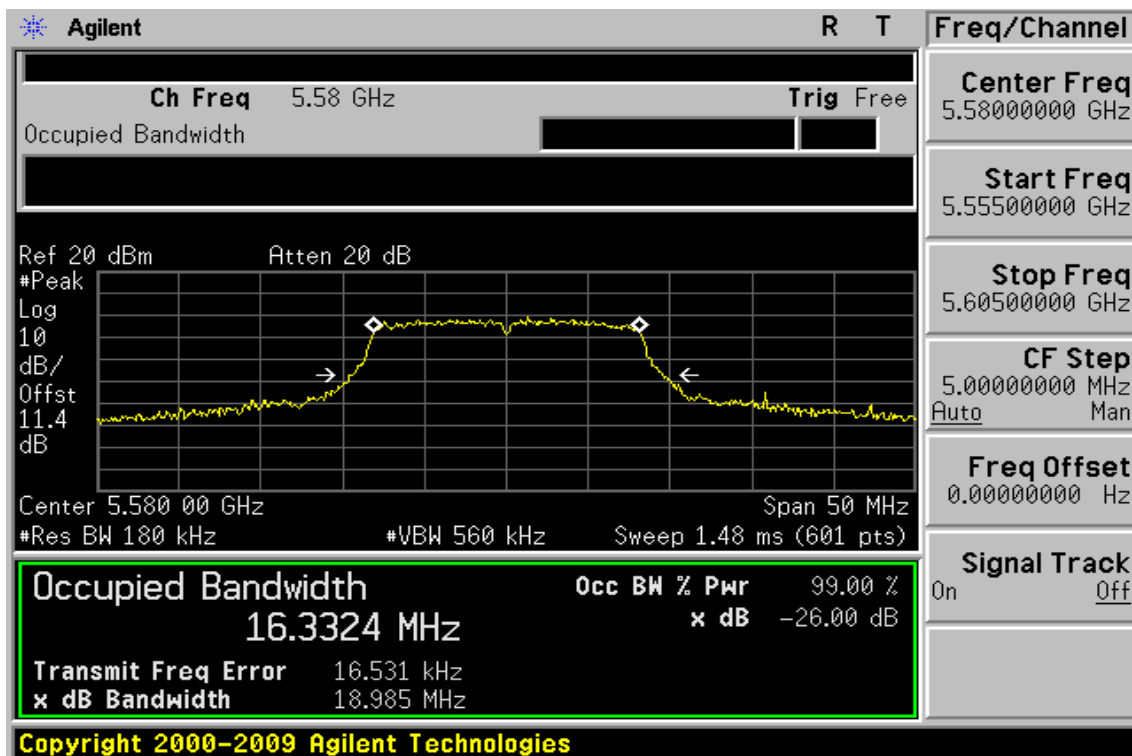 Agilent R T
Ch Freq 5.58 GHz Trig Free
Occupied Bandwidth
Ref 20 dBm Atten 20 dB
#Peak
Log
10
dB/
Offst
11.4
dB
Center 5.580 00 GHz Span 50 MHz
#Res BW 180 kHz #VBW 560 kHz Sweep 1.48 ms (601 pts)
Occupied Bandwidth
16.3324 MHz
Occ BW % Pwr 99.00 %
x dB -26.00 dB
Transmit Freq Error 16.531 kHz
x dB Bandwidth 18.985 MHz
Copyright 2000-2009 Agilent Technologies
Freq/Channel
Center Freq
5.58000000 GHz
Start Freq
5.55500000 GHz
Stop Freq
5.60500000 GHz
CF Step
5.00000000 MHz
Auto Man
Freq Offset
0.00000000 Hz
Signal Track
On Off